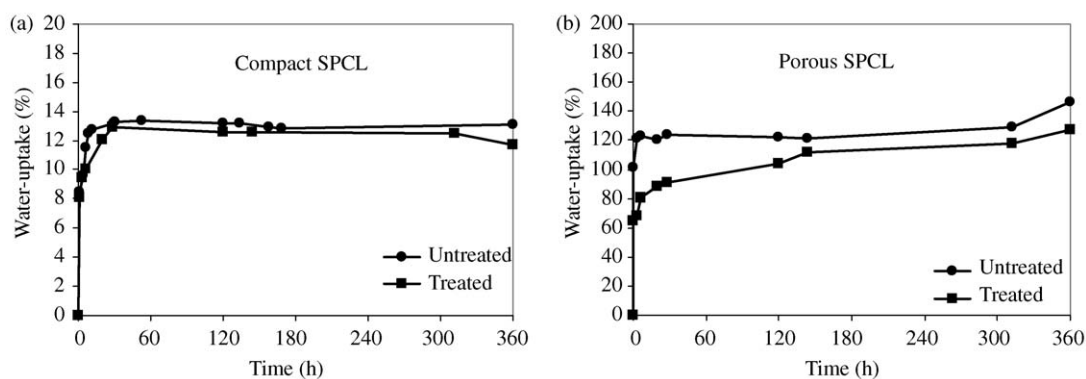 (a)
Compact SPCL
Water-uptake (%)
20
18
16
14
12
10
8
6
4
2
0
Untreated
Treated
0 60 120 180 240 300 360
Time (h)
(b)
Porous SPCL
Water-uptake (%)
200
180
160
140
120
100
80
60
40
20
0
Untreated
Treated
0 60 120 180 240 300 360
Time (h)